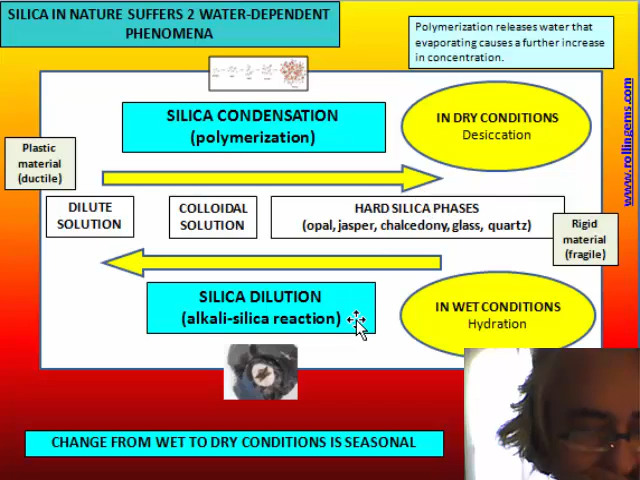 SILICA IN NATURE SUFFERS 2 WATER-DEPENDENT
PHENOMENA
Polymerization releases water that
evaporating causes a further increase
in concentration.
www.rollingems.com
SILICA CONDENSATION
(polymerization)
IN DRY CONDITIONS
Desiccation
Plastic
material
(ductile)
DILUTE
SOLUTION
COLLOIDAL
SOLUTION
HARD SILICA PHASES
(opal, jasper, chalcedony, glass, quartz)
Rigid
material
(fragile)
SILICA DILUTION
(alkali-silica reaction)
IN WET CONDITIONS
Hydration
CHANGE FROM WET TO DRY CONDITIONS IS SEASONAL